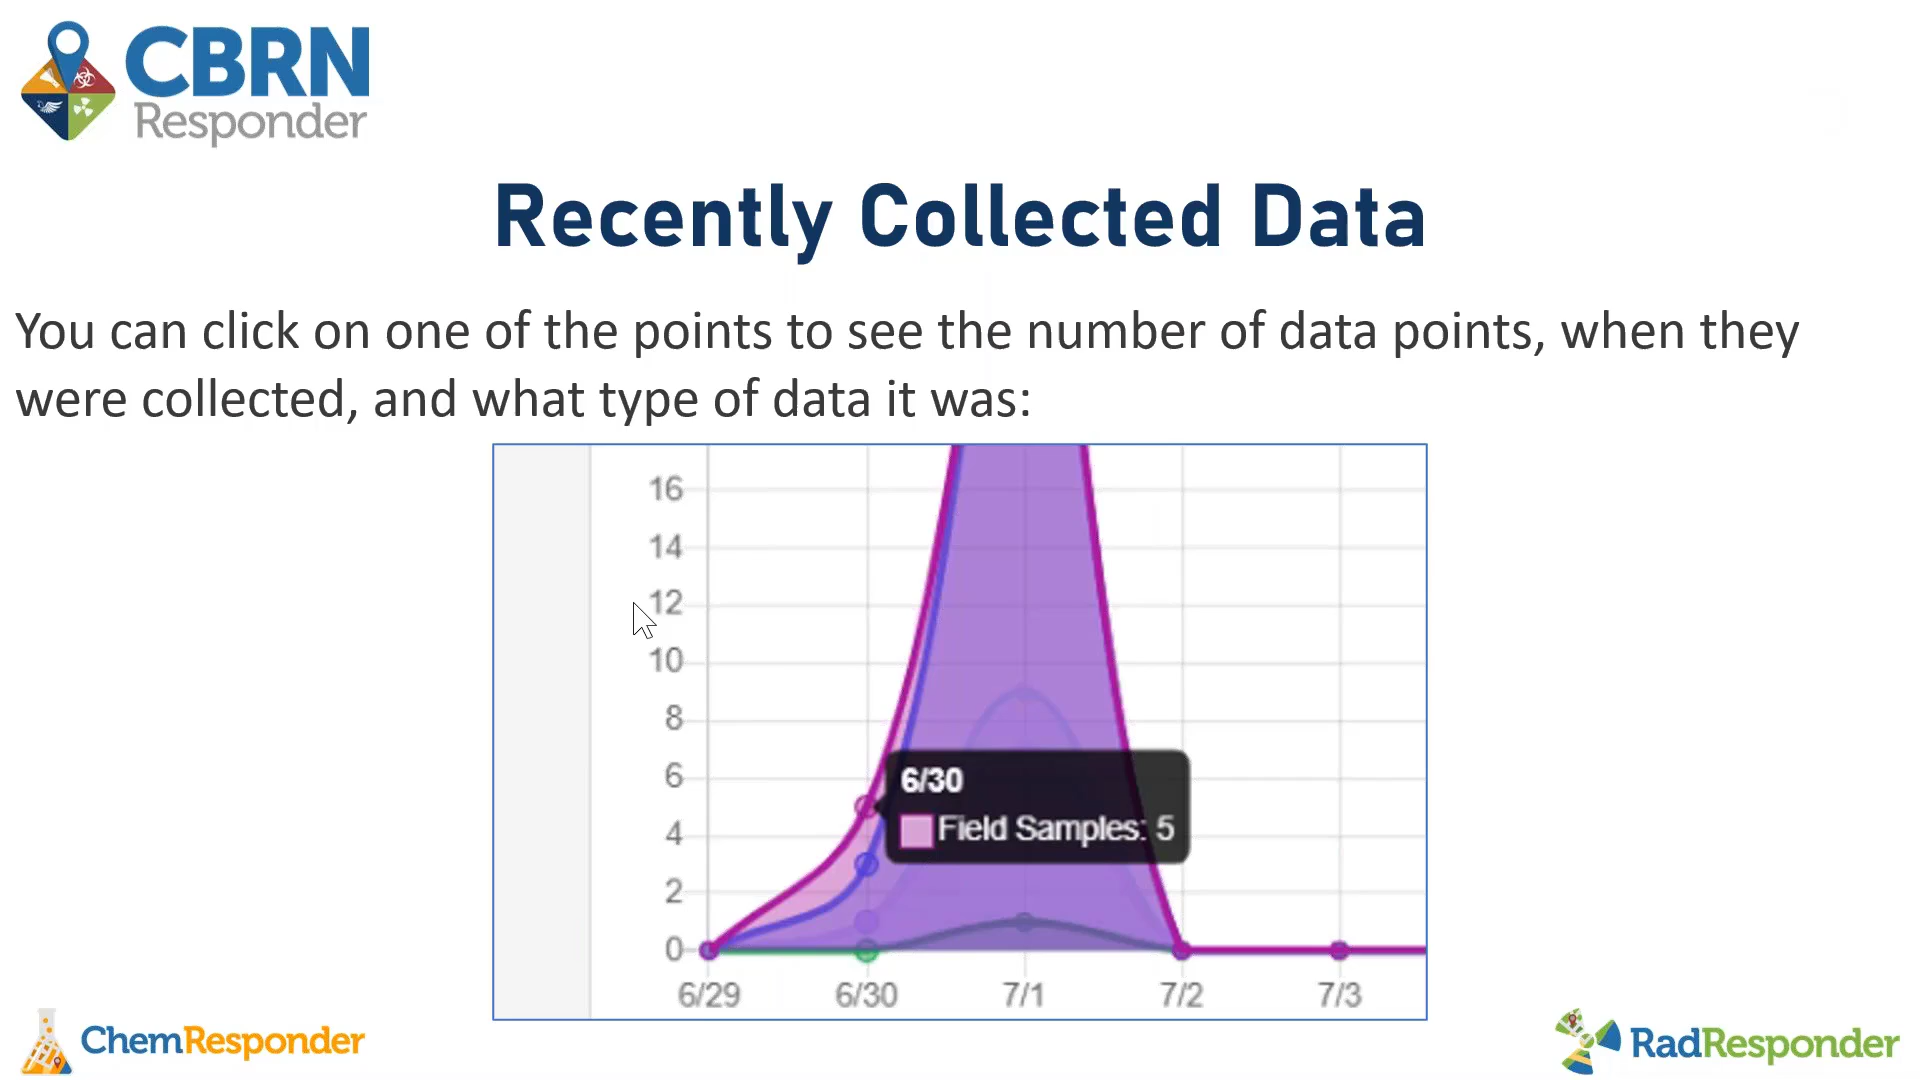 CBRN
Responder
Recently Collected Data
You can click on one of the points to see the number of data points, when they
were collected, and what type of data it was:
16
14
12
10
8
6
4
2
0
6/30
Field Samples: 5
6/29 6/30 7/1 7/2 7/3
ChemResponder
RadResponder